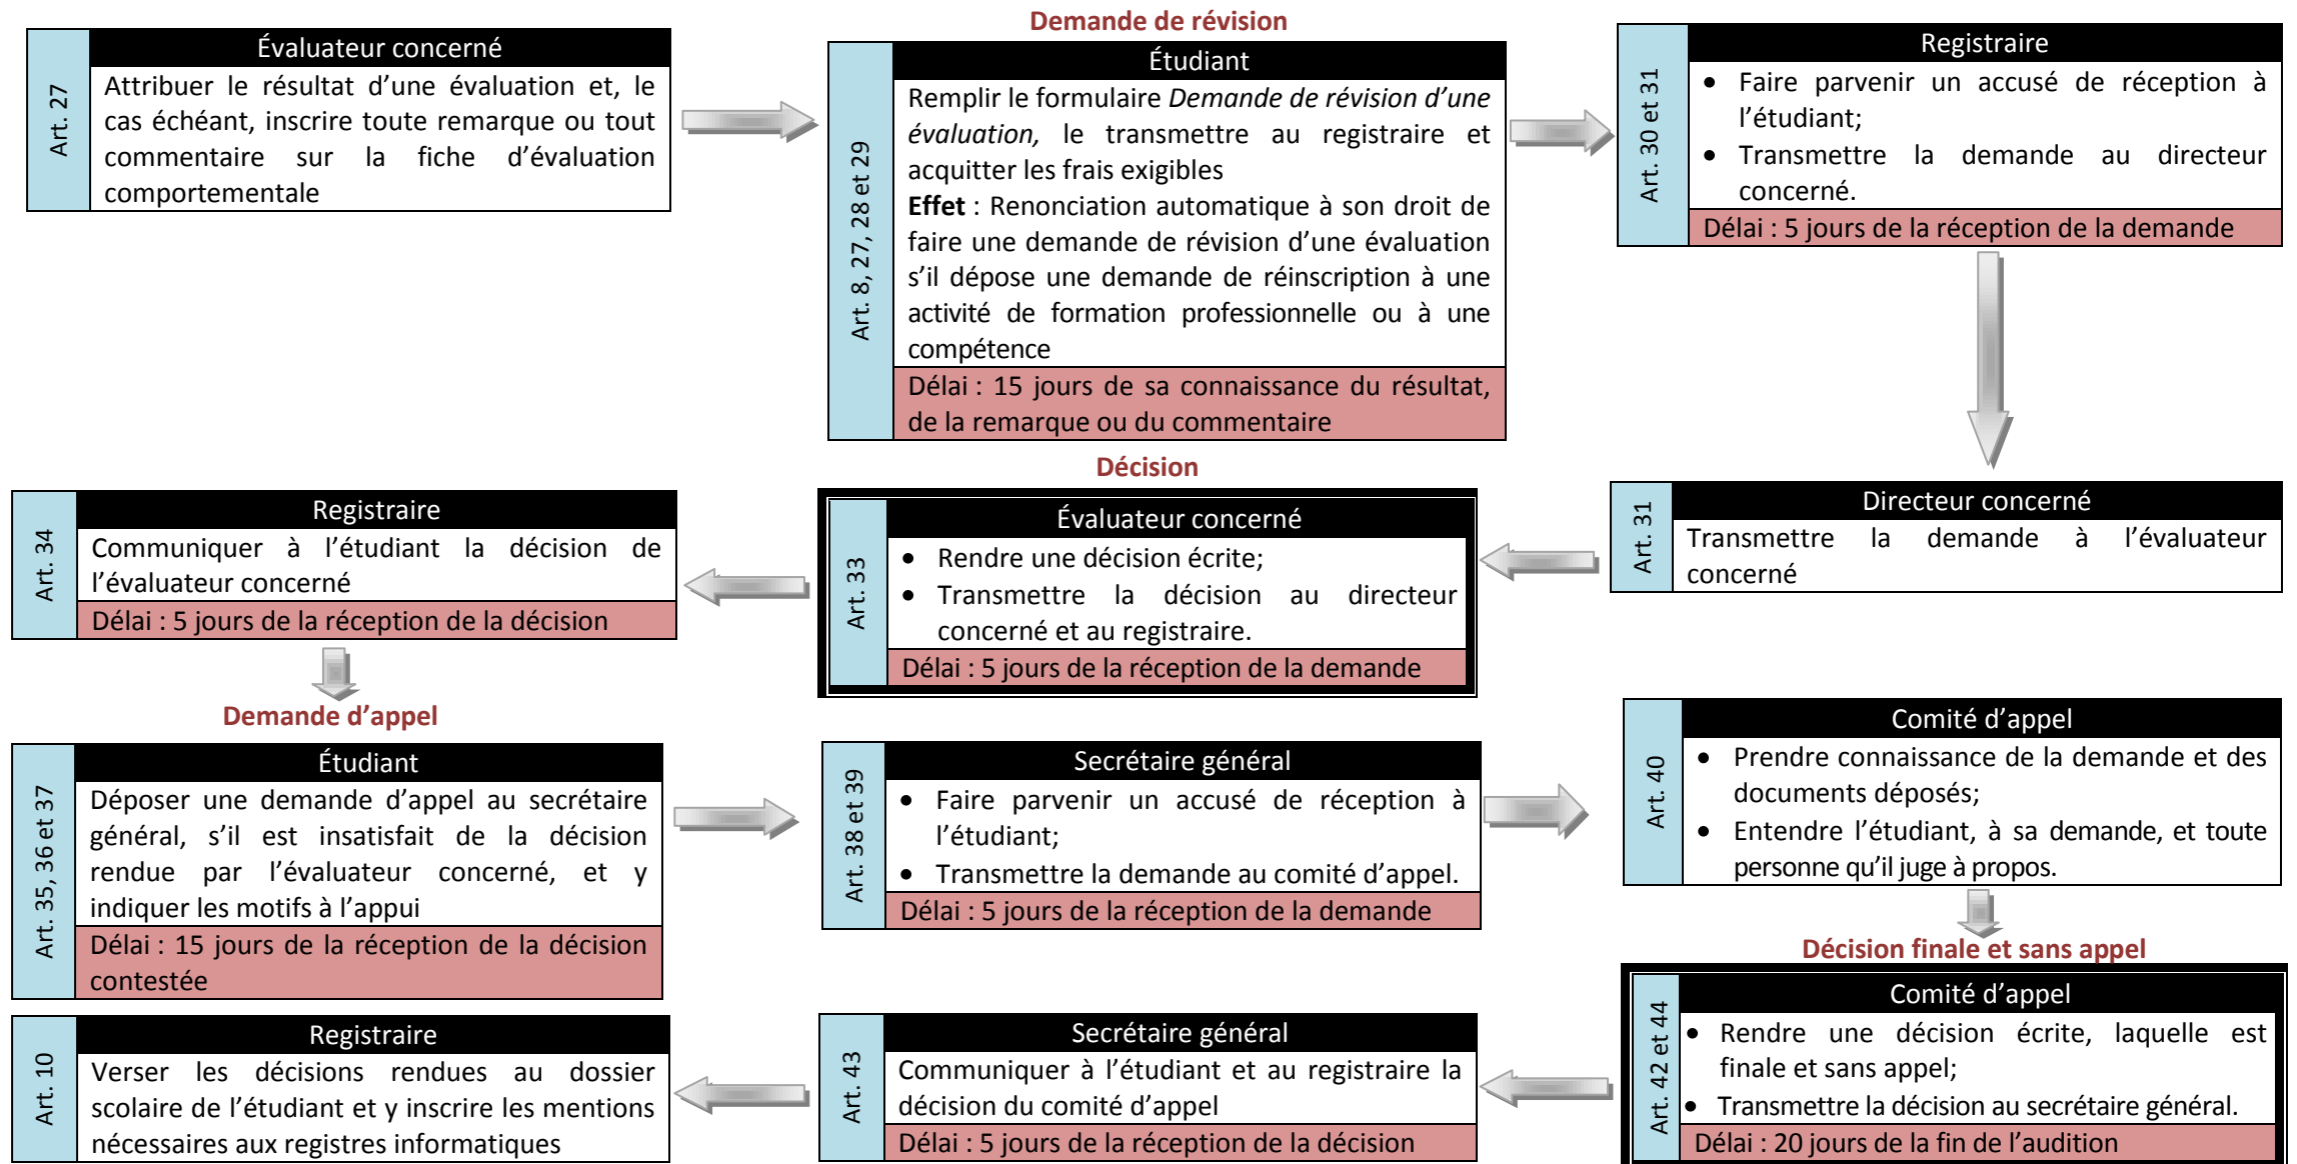 Art. 27
Évaluateur concerné
Attribuer le résultat d’une évaluation et, le
cas échéant, inscrire toute remarque ou tout
commentaire sur la fiche d’évaluation
comportementale
Demande de révision
Art. 8, 27, 28 et 29
Étudiant
Remplir le formulaire Demande de révision d’une
évaluation, le transmettre au registraire et
acquitter les frais exigibles
Effet : Renonciation automatique à son droit de
faire une demande de révision d’une évaluation
s’il dépose une demande de réinscription à une
activité de formation professionnelle ou à une
compétence
Délai : 15 jours de sa connaissance du résultat,
de la remarque ou du commentaire
Art. 30 et 31
Registraire
• Faire parvenir un accusé de réception à
l’étudiant;
• Transmettre la demande au directeur
concerné.
Délai : 5 jours de la réception de la demande
Art. 31
Directeur concerné
Transmettre la demande à l’évaluateur
concerné
Décision
Art. 33
Évaluateur concerné
• Rendre une décision écrite;
• Transmettre la décision au directeur
concerné et au registraire.
Délai : 5 jours de la réception de la demande
Art. 34
Registraire
Communiquer à l’étudiant la décision de
l’évaluateur concerné
Délai : 5 jours de la réception de la décision
Demande d’appel
Art. 35, 36 et 37
Étudiant
Déposer une demande d’appel au secrétaire
général, s’il est insatisfait de la décision
rendue par l’évaluateur concerné, et y
indiquer les motifs à l’appui
Délai : 15 jours de la réception de la décision
contestée
Art. 38 et 39
Secrétaire général
• Faire parvenir un accusé de réception à
l’étudiant;
• Transmettre la demande au comité d’appel.
Délai : 5 jours de la réception de la demande
Art. 40
Comité d’appel
• Prendre connaissance de la demande et des
documents déposés;
• Entendre l’étudiant, à sa demande, et toute
personne qu’il juge à propos.
Décision finale et sans appel
Art. 42 et 44
Comité d’appel
• Rendre une décision écrite, laquelle est
finale et sans appel;
• Transmettre la décision au secrétaire général.
Délai : 20 jours de la fin de l’audition
Art. 43
Secrétaire général
Communiquer à l’étudiant et au registraire la
décision du comité d’appel
Délai : 5 jours de la réception de la décision
Art. 10
Registraire
Verser les décisions rendues au dossier
scolaire de l’étudiant et y inscrire les mentions
nécessaires aux registres informatiques